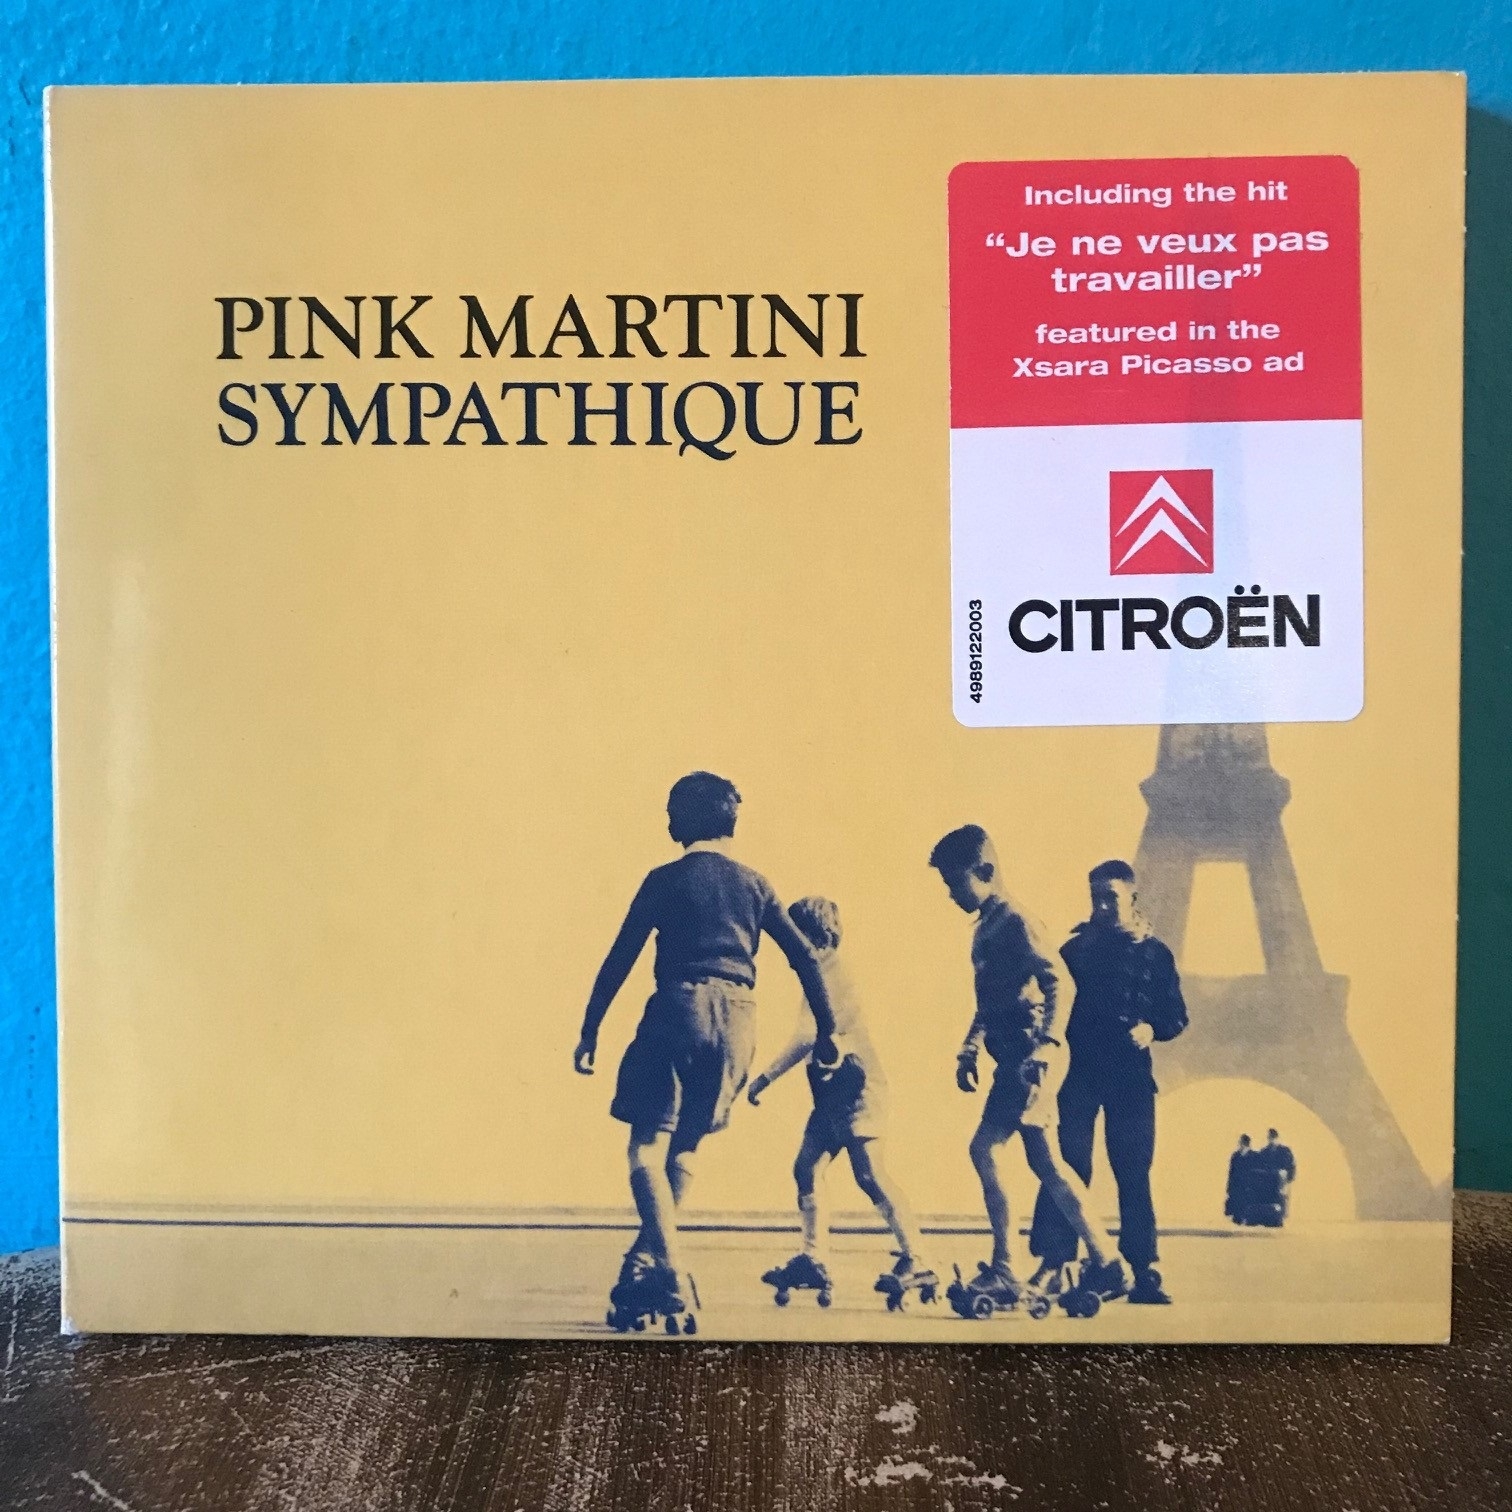 PINK MARTINI
SYMPATHIQUE
Including the hit
“Je ne veux pas
travailler”
featured in the
Xsara Picasso ad
CITROËN
4989122003